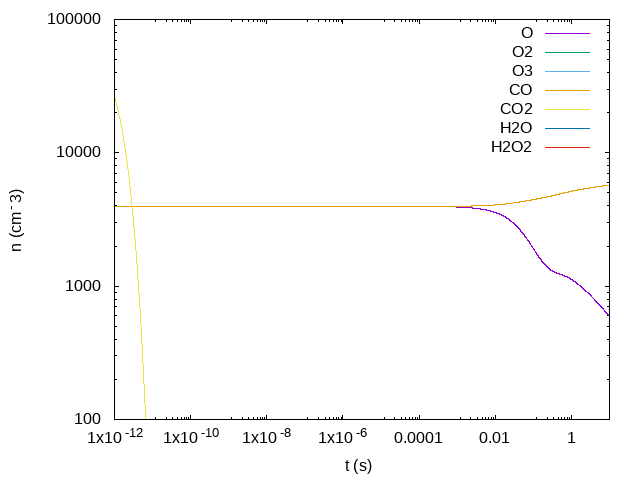 100000
10000
1000
100
n (cm-3)
1x10-12
1x10-10
1x10-8
1x10-6
0.0001
0.01
1
t (s)
O
O2
O3
CO
CO2
H2O
H2O2